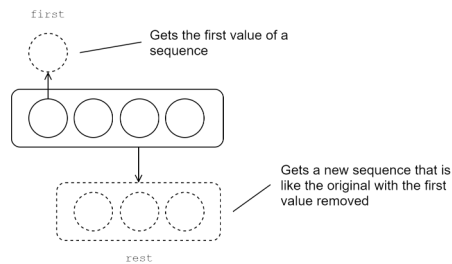 first
Gets the first value of a
sequence
Gets a new sequence that is
like the original with the first
value removed
rest